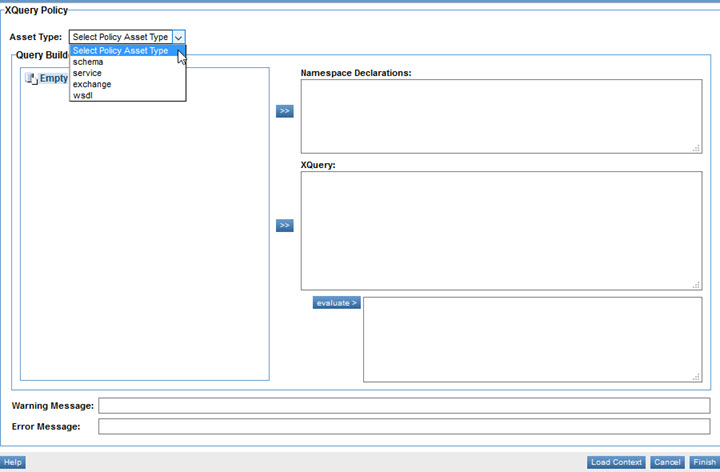 XQuery Policy
Asset Type: Select Policy Asset Type
Select Policy Asset Type
schema
service
exchange
wsdl
Query Build
Empty
Namespace Declarations:
>>
XQuery:
>>
evaluate >
Warning Message:
Error Message:
Help Load Context Cancel Finish